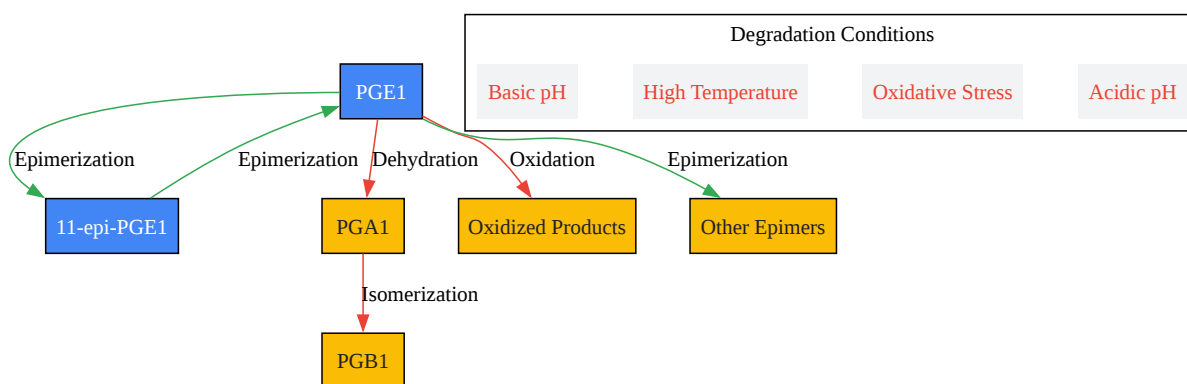 Degradation Conditions
PGE1
Basic pH
High Temperature
Oxidative Stress
Acidic pH
Epimerization
Epimerization
Dehydration
Oxidation
Epimerization
11-epi-PGE1
PGA1
Oxidized Products
Other Epimers
Isomerization
PGB1